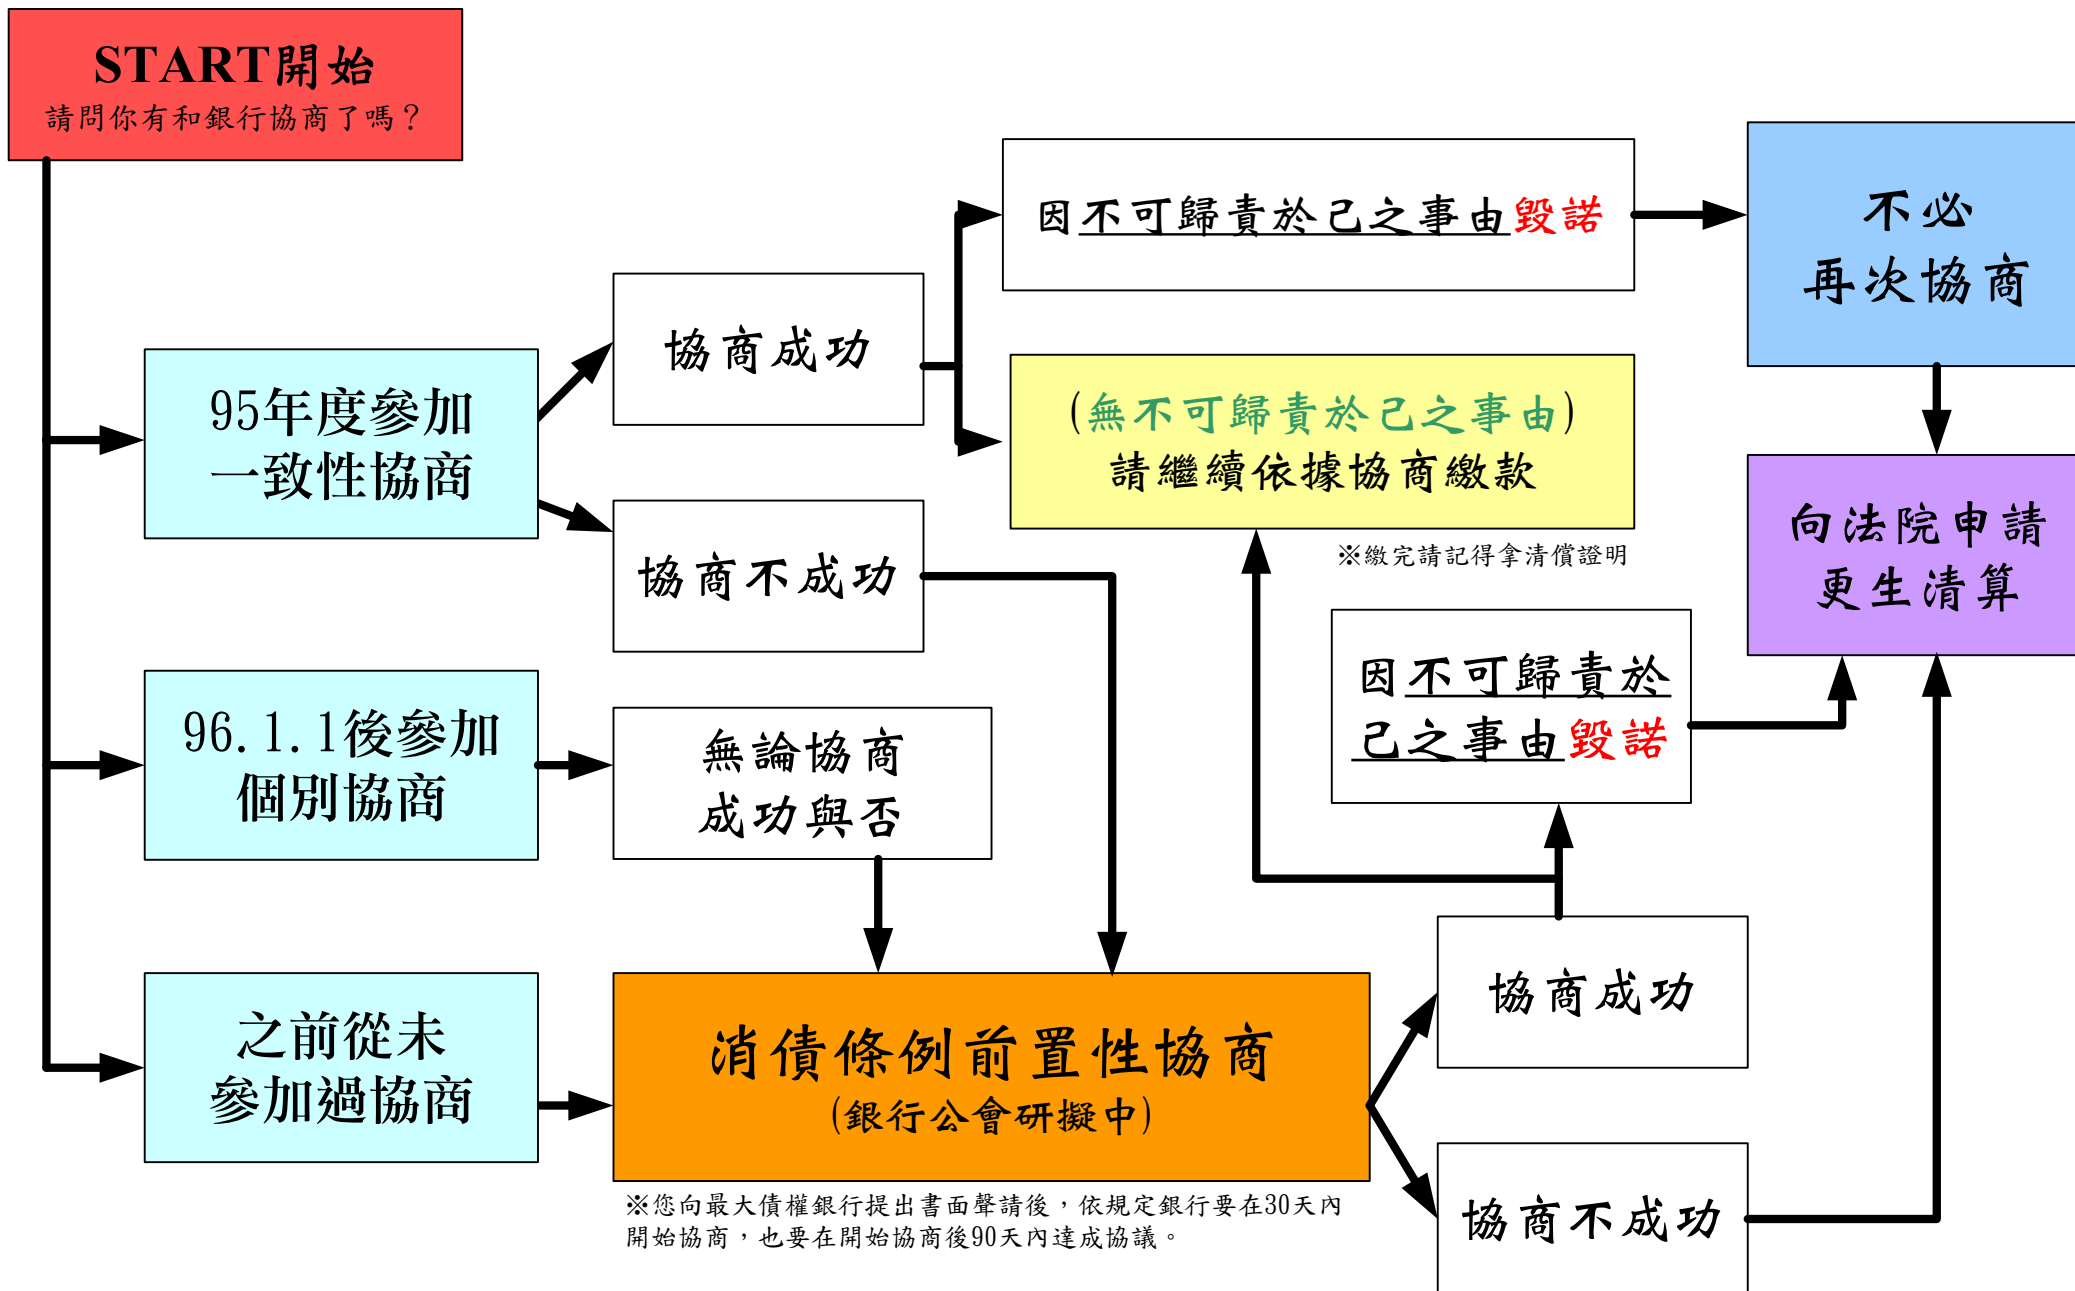 START開始
請問你有和銀行協商了嗎？
95年度參加
一致性協商
協商成功
因不可歸責於己之事由毀諾
不必
再次協商
(無不可歸責於己之事由)
請繼續依據協商繳款
※繳完請記得拿清償證明
向法院申請
更生清算
協商不成功
96.1.1後參加
個別協商
無論協商
成功與否
因不可歸責於
己之事由毀諾
之前從未
參加過協商
消債條例前置性協商
(銀行公會研擬中)
※您向最大債權銀行提出書面聲請後，依規定銀行要在30天內
開始協商，也要在開始協商後90天內達成協議。
協商成功
協商不成功